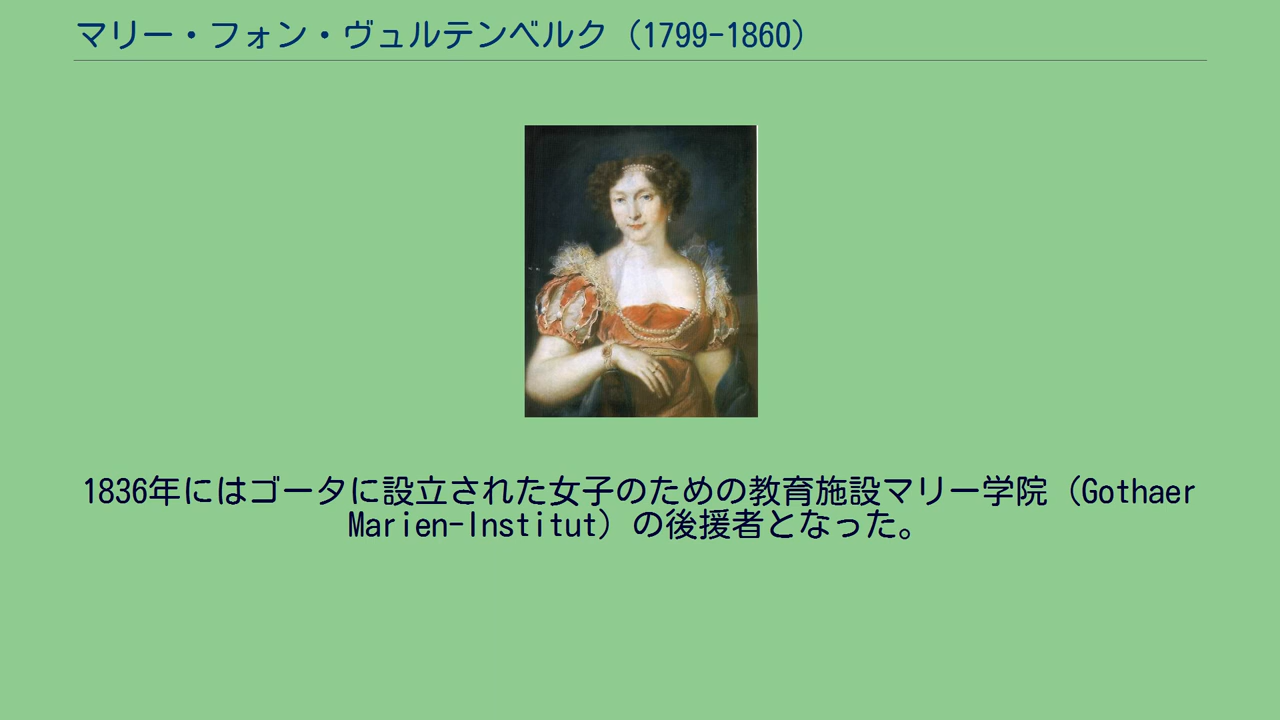 マリー・フォン・ヴュルテンベルク（1799-1860）
1836年にはゴータに設立された女子のための教育施設マリー学院（Gothaer
Marien-Institut）の後援者となった。